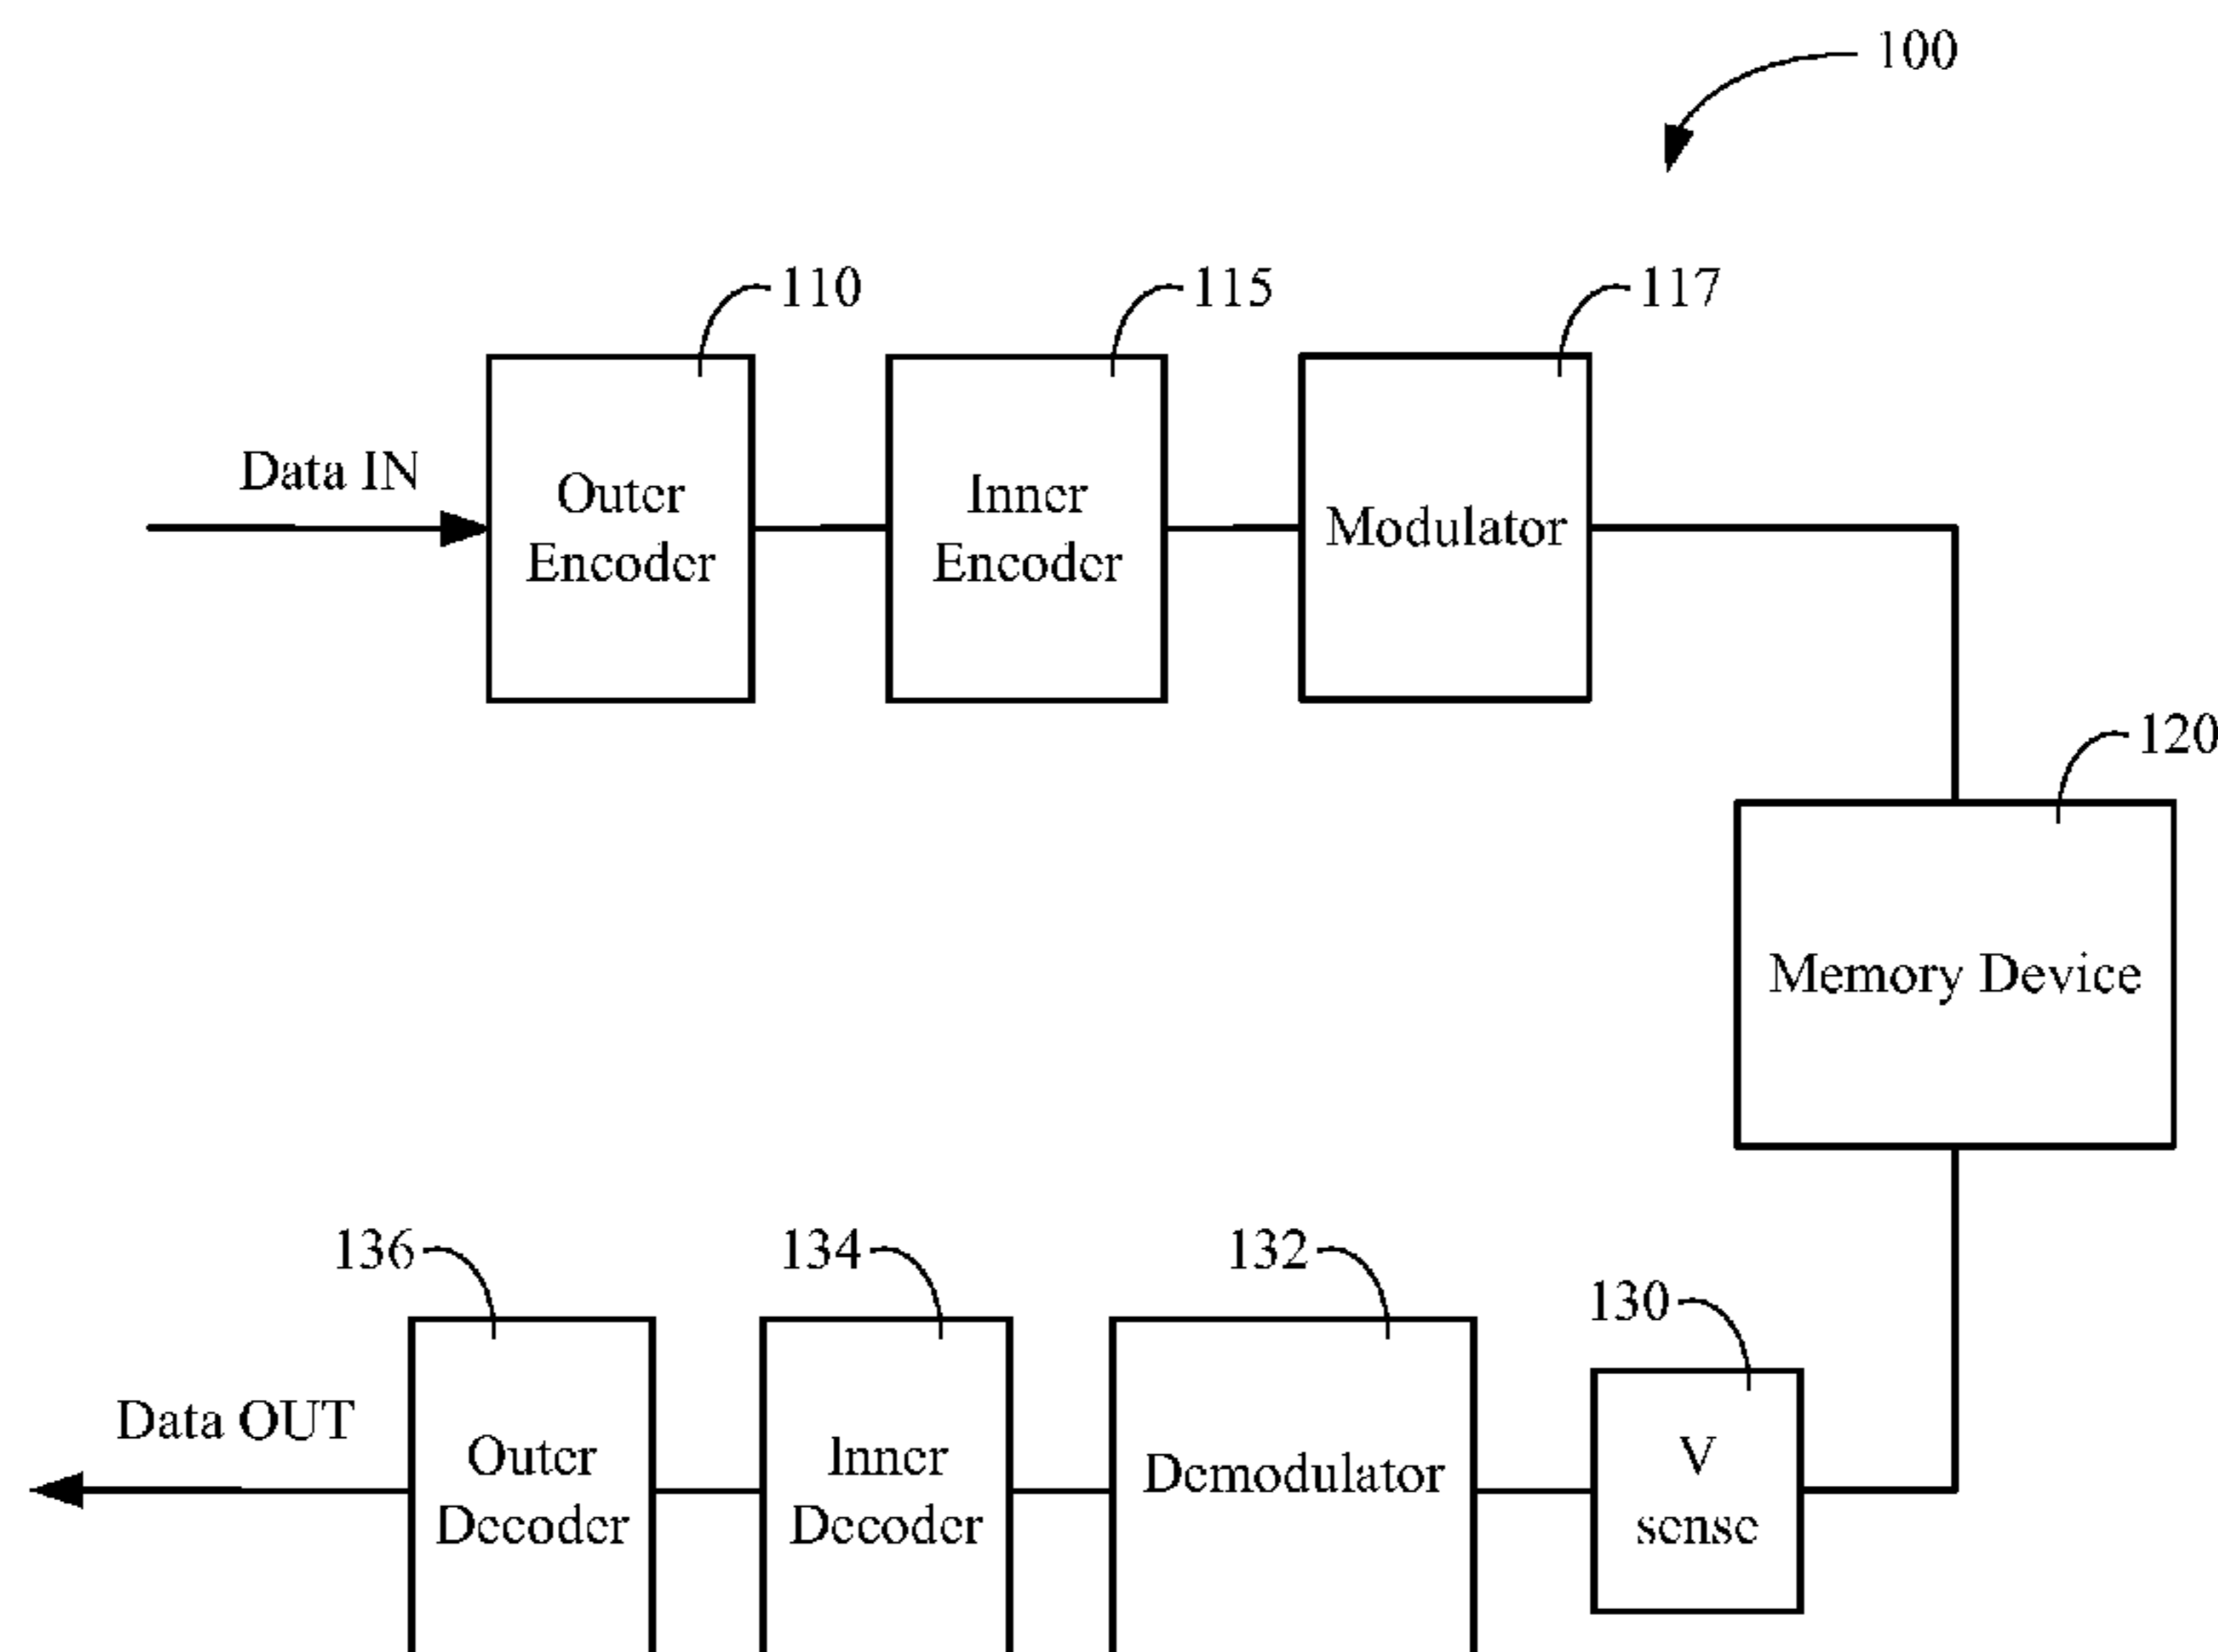 100
110
115
117
Data IN
Outer
Encoder
Inner
Encoder
Modulator
120
Memory Device
136
134
132
130
Data OUT
Outer
Decoder
Inner
Decoder
Demodulator
V
sense